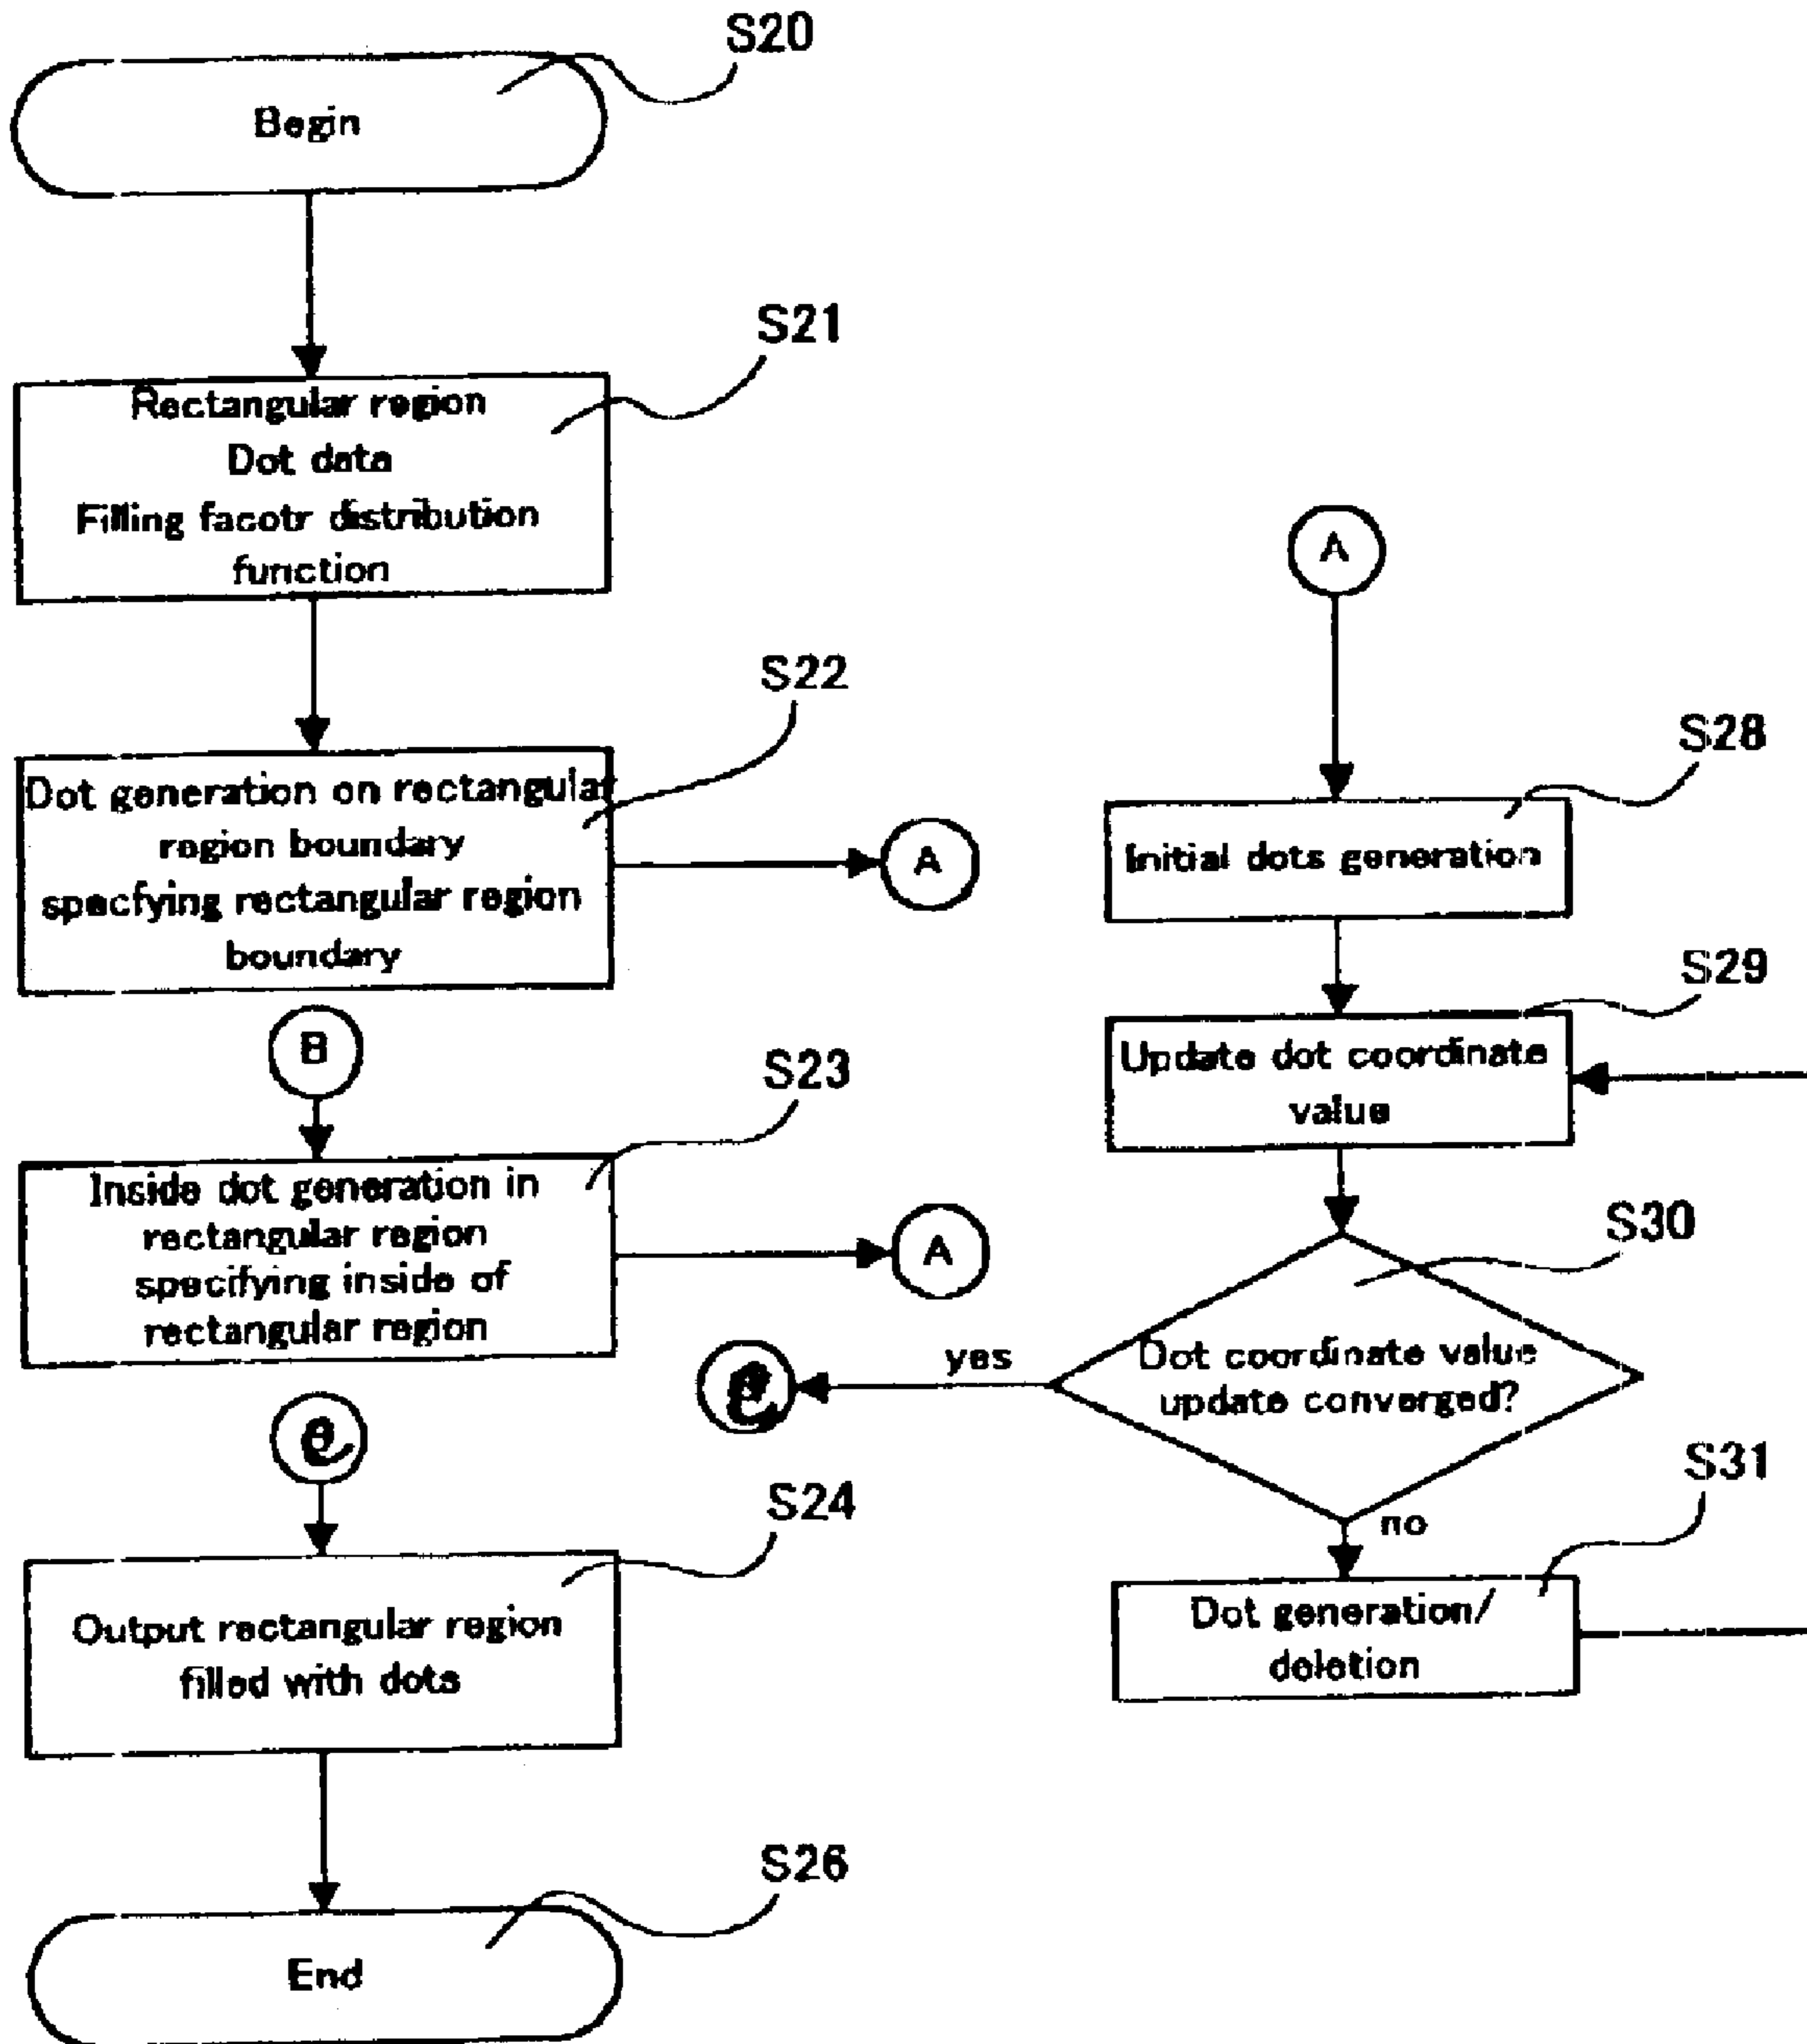 S20
Begin
S21
Rectangular region
Dot data
Filling facotr distribution
function
S22
Dot generation on rectangular
region boundary
specfying rectangular region
boundary
A
B
S23
Inside dot generation in
rectangular region
specifying inside of
rectangular region
A
S24
Output rectangular region
filled with dots
S26
End
A
S28
Initial dots generation
S29
Update dot coordinate
value
S30
Dot coordinate value
update converged?
yes
no
S31
Dot generation/
deletion